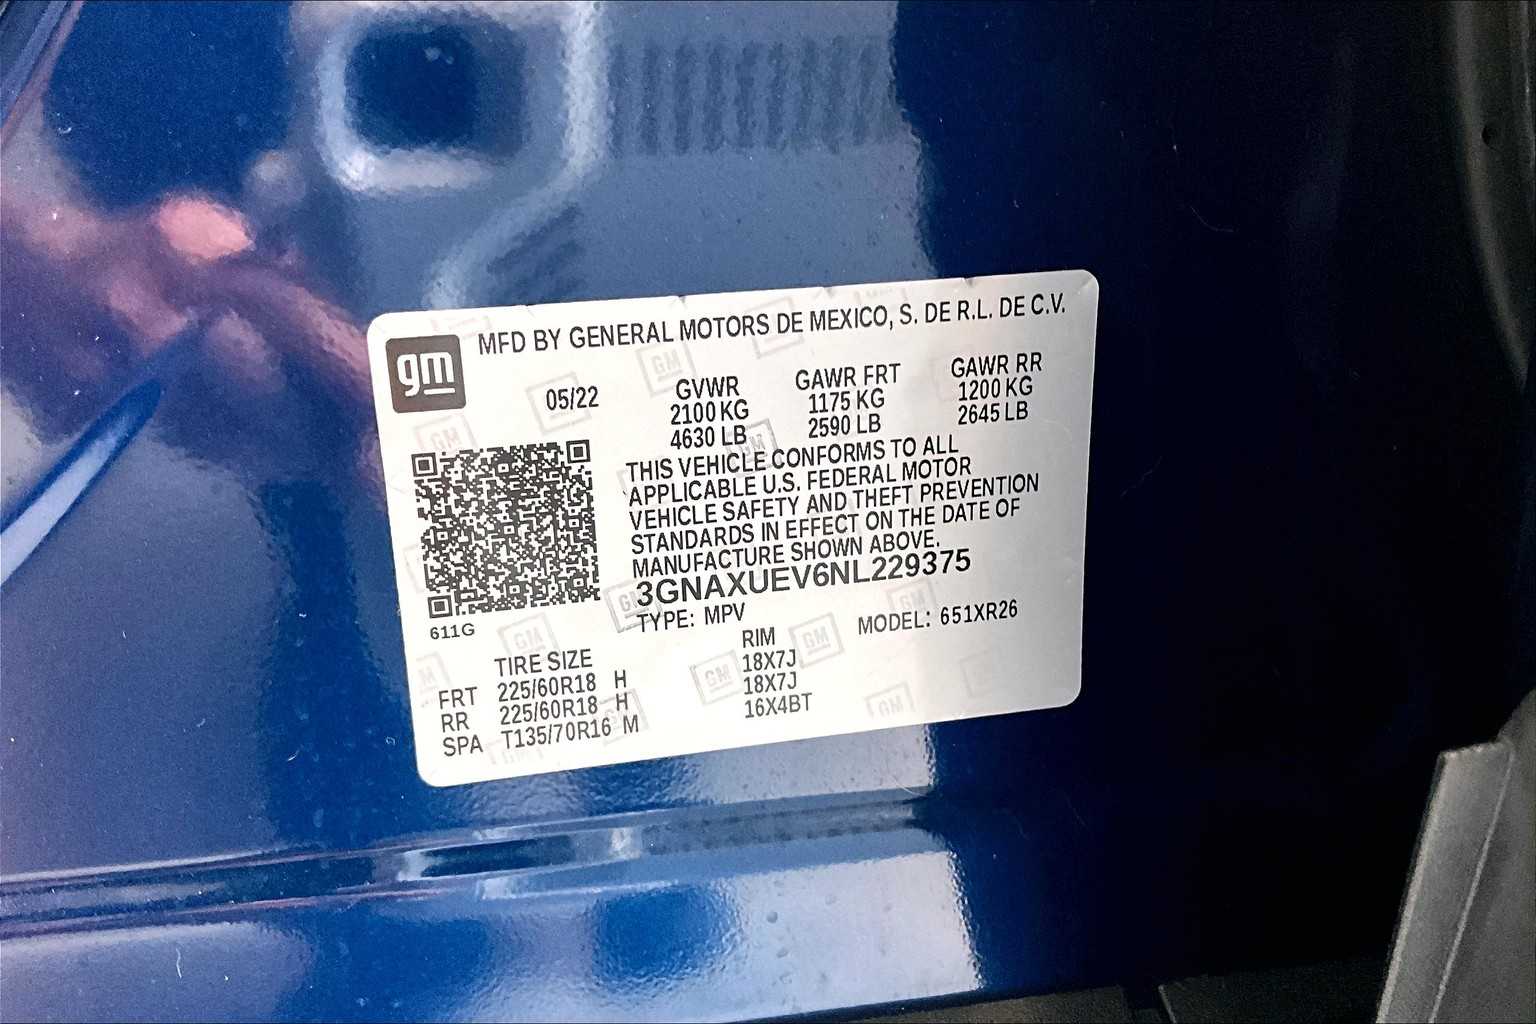 gm MFD BY GENERAL MOTORS DE MEXICO, S. DE R.L. DE C.V.
05/22 GVWR GAWR FRT GAWR RR
2100 KG 1175 KG 1200 KG
4630 LB 2590 LB 2645 LB
THIS VEHICLE CONFORMS TO ALL
APPLICABLE U.S. FEDERAL MOTOR
VEHICLE SAFETY AND THEFT PREVENTION
STANDARDS IN EFFECT ON THE DATE OF
MANUFACTURE SHOWN ABOVE.
3GNAXUEV6NL229375
611G
TYPE: MPV MODEL: 651XR26
TIRE SIZE RIM
FRT 225/60R18 H 18X7J
RR 225/60R18 H 18X7J
SPA T135/70R16 M 16X4BT